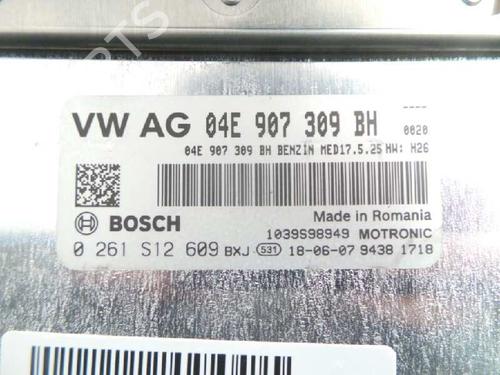 VW AG 04E 907 309 BH
----
0020
04E 907 309 BH BENZIN MED17.5.25 HW: H26
BOSCH
Made in Romania
1039S98949 MOTRONIC
0 261 S12 609 BXJ 531 18-06-07 9438 1718